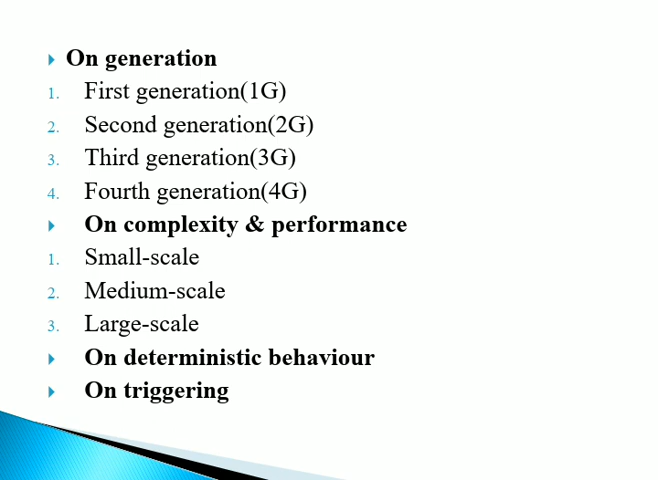 On generation
1. First generation(1G)
2. Second generation(2G)
3. Third generation(3G)
4. Fourth generation(4G)
On complexity & performance
1. Small-scale
2. Medium-scale
3. Large-scale
On deterministic behaviour
On triggering